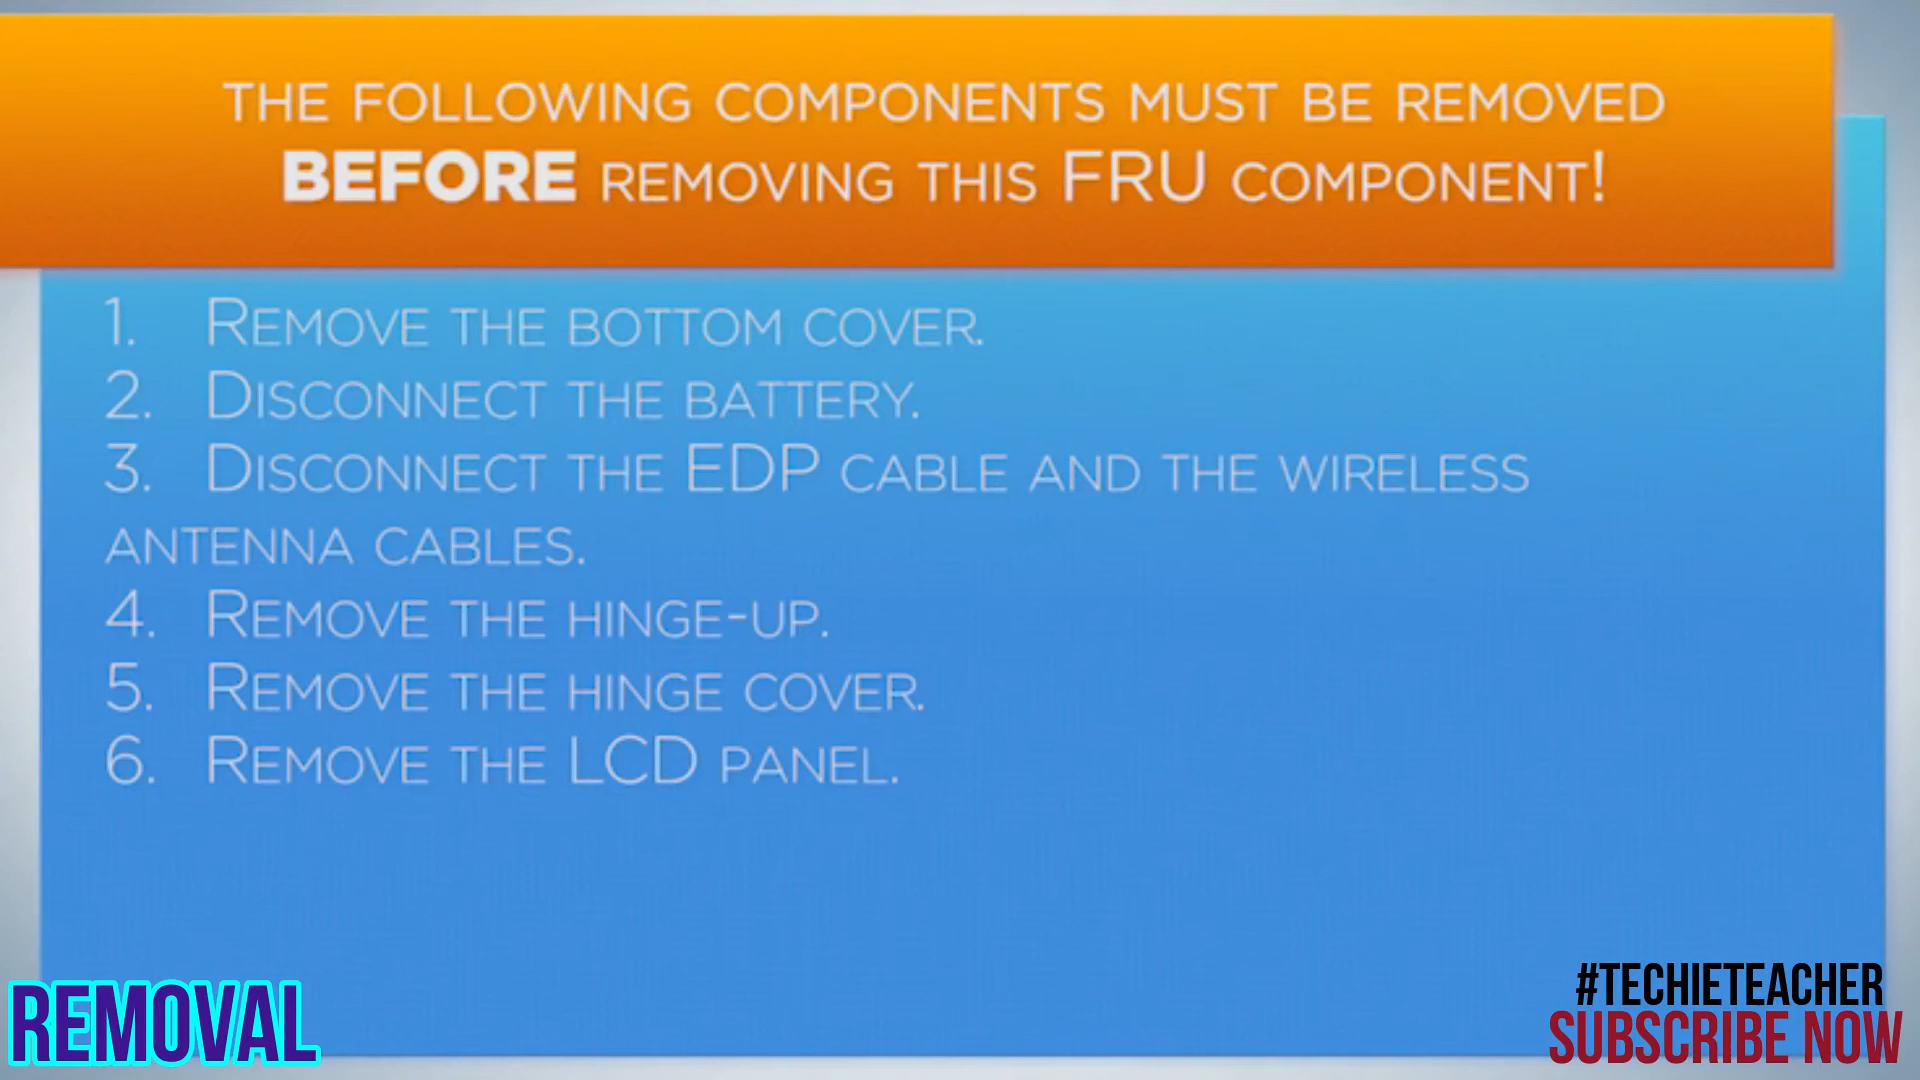 THE FOLLOWING COMPONENTS MUST BE REMOVED
BEFORE REMOVING THIS FRU COMPONENT!
1. REMOVE THE BOTTOM COVER.
2. DISCONNECT THE BATTERY.
3. DISCONNECT THE EDP CABLE AND THE WIRELESS
ANTENNA CABLES.
4. REMOVE THE HINGE-UP.
5. REMOVE THE HINGE COVER.
6. REMOVE THE LCD PANEL.
REMOVAL
#TECHIETEACHER
SUBSCRIBE NOW